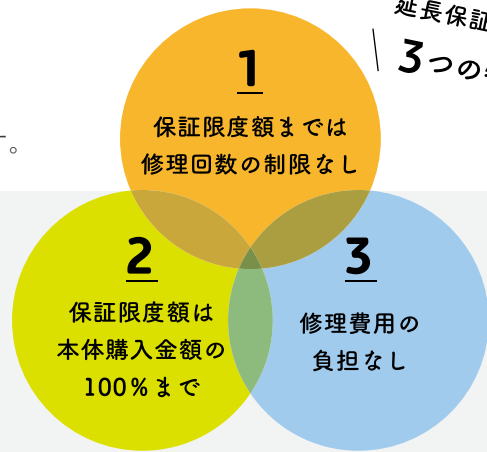 延長保証
3つの
す。
1
保証限度額までは
修理回数の制限なし
2
保証限度額は
本体購入金額の
100%まで
3
修理費用の
負担なし